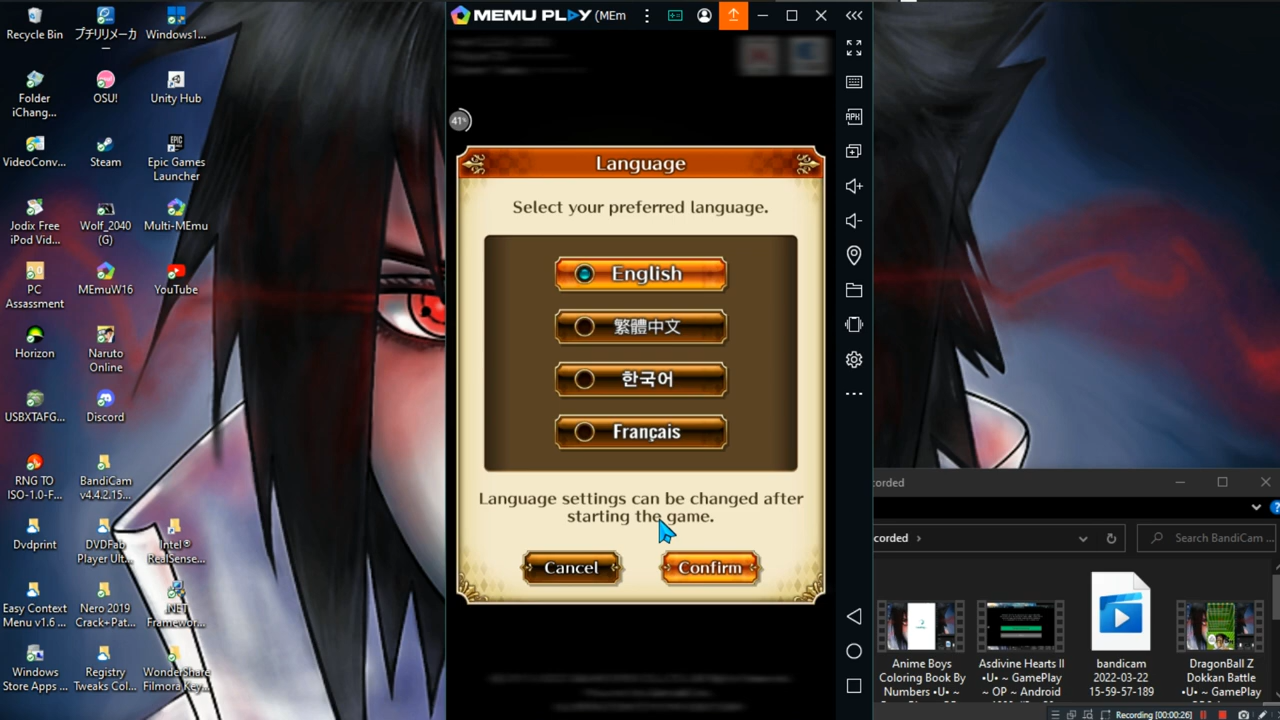 Recycle Bin
プチリリメーカー
Windows1...
Folder
iChang...
OSU!
Unity Hub
VideoConv...
Steam
Epic Games
Launcher
Jodix Free
iPod Vid...
Wolf_2040
(G)
Multi-MEmu
PC
Assassment
MEmuW16
YouTube
Horizon
Naruto
Online
USBXTAFG...
Discord
RNG TO
ISO-1.0-F...
BandiCam
v4.4.2.15...
Dvdprint
DVDFab
Player Ult...
Intel®
RealSense...
Easy Context
Menu v1.6 ...
Nero 2019
Crack+Pat...
.NET
Framewor...
Windows
Store Apps ...
Registry
Tweaks Col...
WonderShare
Filmora Key...
MEMU PLAY (MEm
41%
Language
Select your preferred language.
English
繁體中文
한국어
Français
Language settings can be changed after
starting the game.
Cancel
Confirm
APK
corded
corded
Search BandiCam ...
Anime Boys
Coloring Book By
Numbers •U• ~
Asdivine Hearts II
•U• ~ GamePlay
~ OP ~ Android
bandicam
2022-03-22
15-59-57-189
DragonBall Z
Dokkan Battle
•U• ~ GamePlay
Recording [00:00:26]